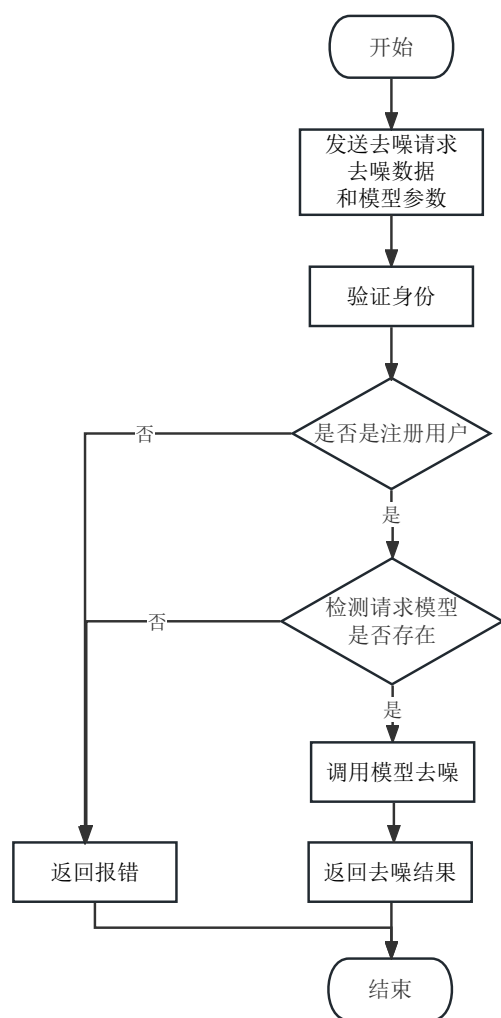 开始
发送去噪请求
去噪数据
和模型参数
验证身份
是否是注册用户
否
是
检测请求模型
是否存在
否
是
调用模型去噪
返回报错
返回去噪结果
结束